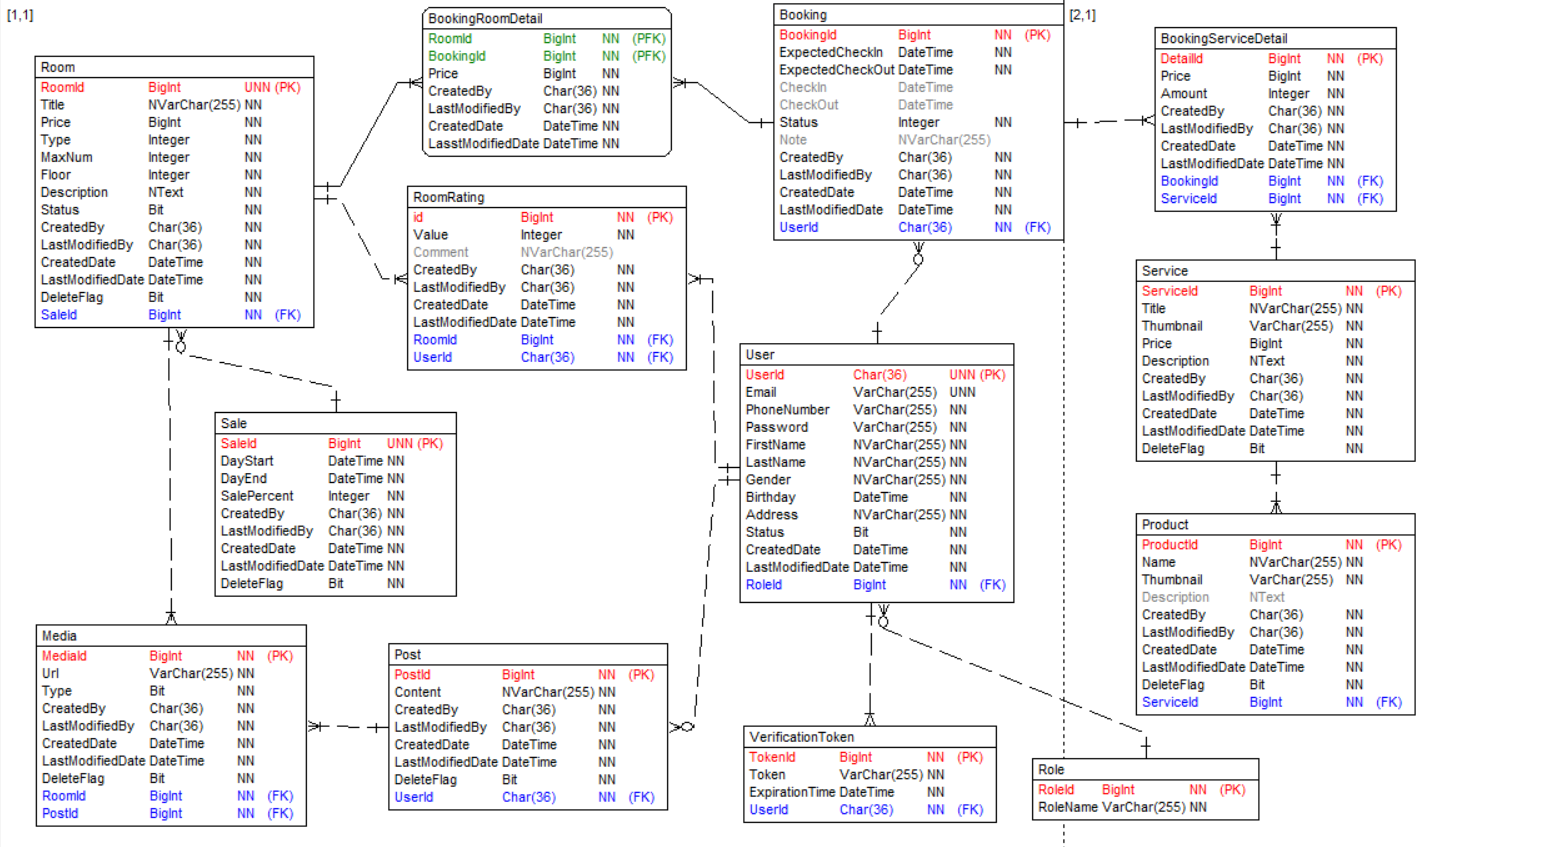 [1,1]
[2,1]
BookingRoomDetail
RoomId BigInt NN (PFK)
BookingId BigInt NN (PFK)
Price BigInt NN
CreatedBy Char(36) NN
LastModifiedBy Char(36) NN
CreatedDate DateTime NN
LasstModifiedDate DateTime NN
Booking
BookingId BigInt NN (PK)
ExpectedCheckIn DateTime NN
ExpectedCheckOut DateTime NN
CheckIn DateTime
CheckOut DateTime
Status Integer NN
Note NVarChar(255)
CreatedBy Char(36) NN
LastModifiedBy Char(36) NN
CreatedDate DateTime NN
LastModifiedDate DateTime NN
UserId Char(36) NN (FK)
BookingServiceDetail
DetailId BigInt NN (PK)
Price BigInt NN
Amount Integer NN
CreatedBy Char(36) NN
LastModifiedBy Char(36) NN
CreatedDate DateTime NN
LastModifiedDate DateTime NN
BookingId BigInt NN (FK)
ServiceId BigInt NN (FK)
Room
RoomId BigInt UNN (PK)
Title NVarChar(255) NN
Price BigInt NN
Type Integer NN
MaxNum Integer NN
Floor Integer NN
Description NText NN
Status Bit NN
CreatedBy Char(36) NN
LastModifiedBy Char(36) NN
CreatedDate DateTime NN
LastModifiedDate DateTime NN
DeleteFlag Bit NN
SaleId BigInt NN (FK)
RoomRating
id BigInt NN (PK)
Value Integer NN
Comment NVarChar(255)
CreatedBy Char(36) NN
LastModifiedBy Char(36) NN
CreatedDate DateTime NN
LastModifiedDate DateTime NN
RoomId BigInt NN (FK)
UserId Char(36) NN (FK)
Service
ServiceId BigInt NN (PK)
Title NVarChar(255) NN
Thumbnail VarChar(255) NN
Price BigInt NN
Description NText NN
CreatedBy Char(36) NN
LastModifiedBy Char(36) NN
CreatedDate DateTime NN
LastModifiedDate DateTime NN
DeleteFlag Bit NN
User
UserId Char(36) UNN (PK)
Email VarChar(255) UNN
PhoneNumber VarChar(255) NN
Password VarChar(255) NN
FirstName NVarChar(255) NN
LastName NVarChar(255) NN
Gender NVarChar(255) NN
Birthday DateTime NN
Address NVarChar(255) NN
Status Bit NN
CreatedDate DateTime NN
LastModifiedDate DateTime NN
RoleId BigInt NN (FK)
Sale
SaleId BigInt UNN (PK)
DayStart DateTime NN
DayEnd DateTime NN
SalePercent Integer NN
CreatedBy Char(36) NN
LastModifiedBy Char(36) NN
CreatedDate DateTime NN
LastModifiedDate DateTime NN
DeleteFlag Bit NN
Product
ProductId BigInt NN (PK)
Name NVarChar(255) NN
Thumbnail VarChar(255) NN
Description NText
CreatedBy Char(36) NN
LastModifiedBy Char(36) NN
CreatedDate DateTime NN
LastModifiedDate DateTime NN
DeleteFlag Bit NN
ServiceId BigInt NN (FK)
Media
MediaId BigInt NN (PK)
Url VarChar(255) NN
Type Bit NN
CreatedBy Char(36) NN
LastModifiedBy Char(36) NN
CreatedDate DateTime NN
LastModifiedDate DateTime NN
DeleteFlag Bit NN
RoomId BigInt NN (FK)
PostId BigInt NN (FK)
Post
PostId BigInt NN (PK)
Content NVarChar(255) NN
CreatedBy Char(36) NN
LastModifiedBy Char(36) NN
CreatedDate DateTime NN
LastModifiedDate DateTime NN
DeleteFlag Bit NN
UserId Char(36) NN (FK)
VerificationToken
TokenId BigInt NN (PK)
Token VarChar(255) NN
ExpirationTime DateTime NN
UserId Char(36) NN (FK)
Role
RoleId BigInt NN (PK)
RoleName VarChar(255) NN